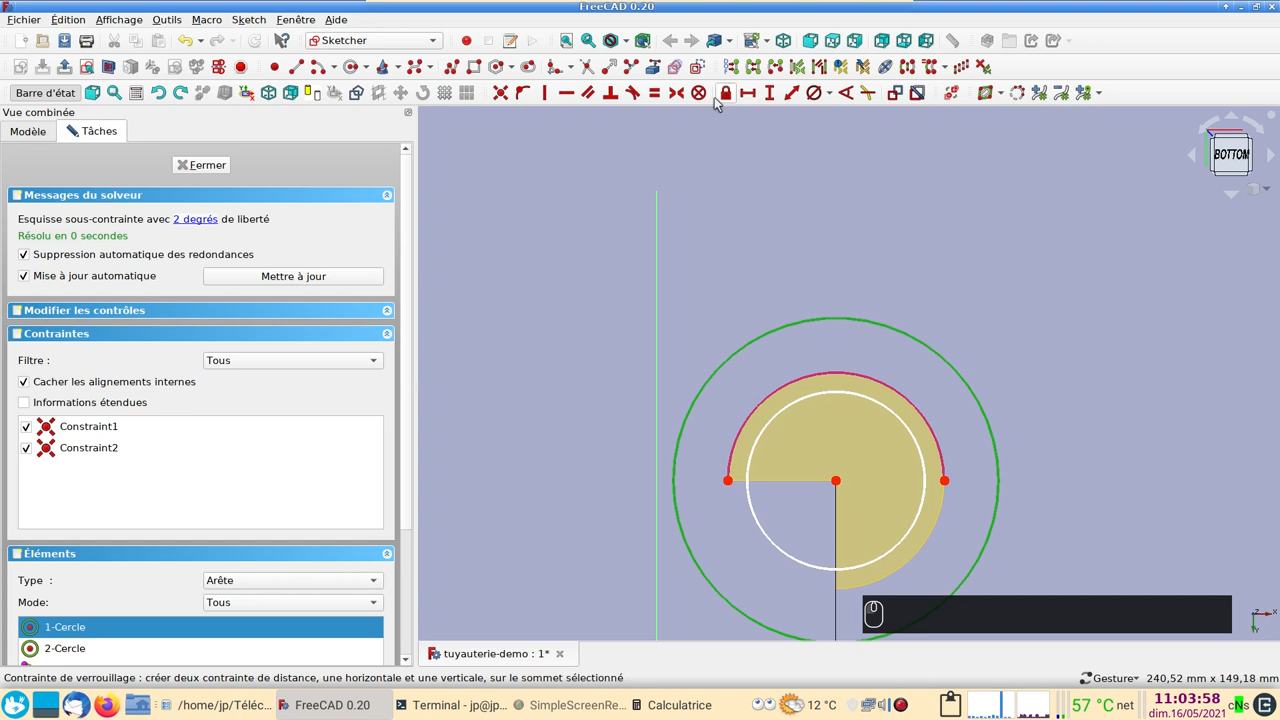 FreeCAD 0.20
Fichier Édition Affichage Outils Macro Sketch Fenêtre Aide
Sketcher
Barre d'état
Vue combinée
Modèle Tâches
Fermer
Messages du solveur
Esquisse sous-contrainte avec 2 degrés de liberté
Résolu en 0 secondes
Suppression automatique des redondances
Mise à jour automatique Mettre à jour
Modifier les contrôles
Contraintes
Filtre : Tous
Cacher les alignements internes
Informations étendues
Constraint1
Constraint2
Éléments
Type : Arête
Mode: Tous
1-Cercle
2-Cercle
BOTTOM
tuyauterie-demo : 1*
Contrainte de verrouillage : créer deux contrainte de distance, une horizontale et une verticale, sur le sommet sélectionné
Gesture 240,52 mm x 149,18 mm
/home/jp/Téléc... FreeCAD 0.20 Terminal - jp@jp... SimpleScreenRe... Calculatrice 12 °C 57 °C net 11:03:58
dim.16/05/2021